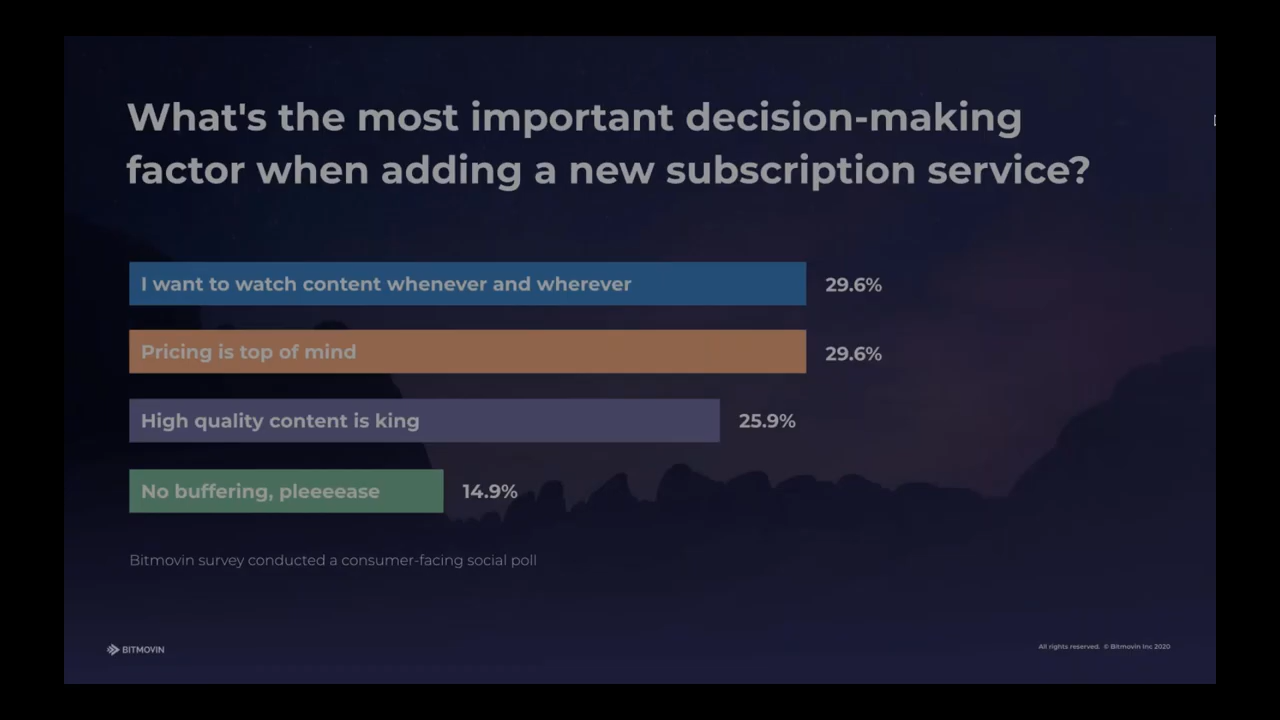 What's the most important decision-making
factor when adding a new subscription service?
I want to watch content whenever and wherever
29.6%
Pricing is top of mind
29.6%
High quality content is king
25.9%
No buffering, pleeeease
14.9%
Bitmovin survey conducted a consumer-facing social poll
BITMOVIN
All rights reserved. © Bitmovin Inc 2020